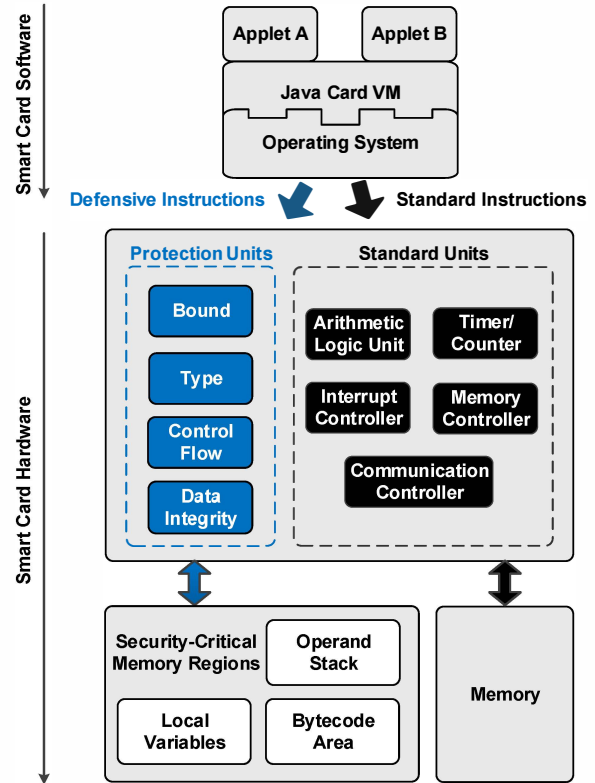 Smart Card Software
Applet A
Applet B
Java Card VM
Operating System
Defensive Instructions
Standard Instructions
Smart Card Hardware
Protection Units
Standard Units
Bound
Type
Control
Flow
Data
Integrity
Arithmetic
Logic Unit
Timer/
Counter
Interrupt
Controller
Memory
Controller
Communication
Controller
Security-Critical
Memory Regions
Operand
Stack
Local
Variables
Bytecode
Area
Memory